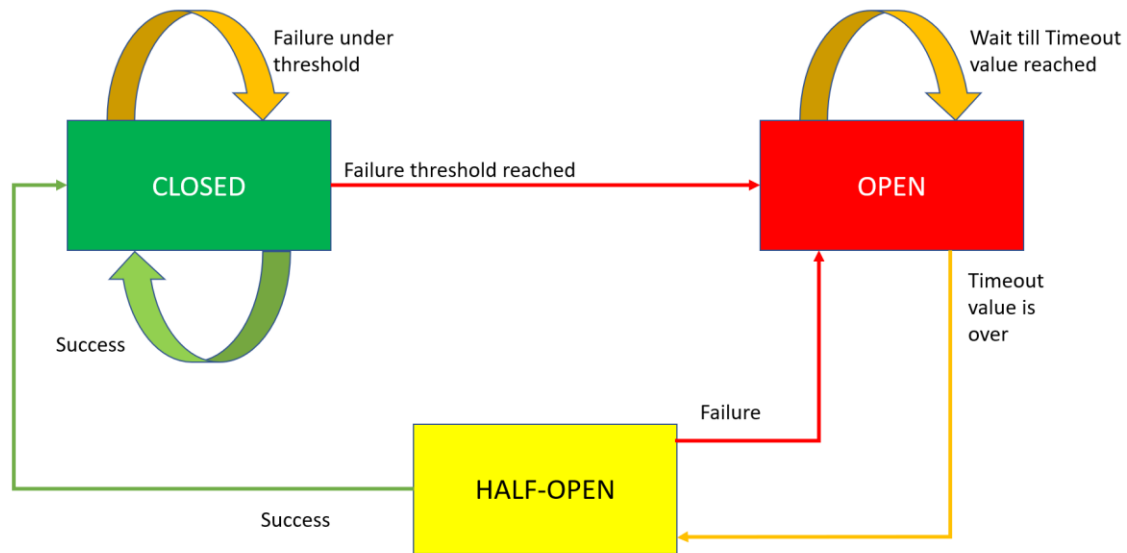 Failure under
threshold
Wait till Timeout
value reached
CLOSED
Failure threshold reached
OPEN
Success
Timeout
value is
over
Failure
HALF-OPEN
Success